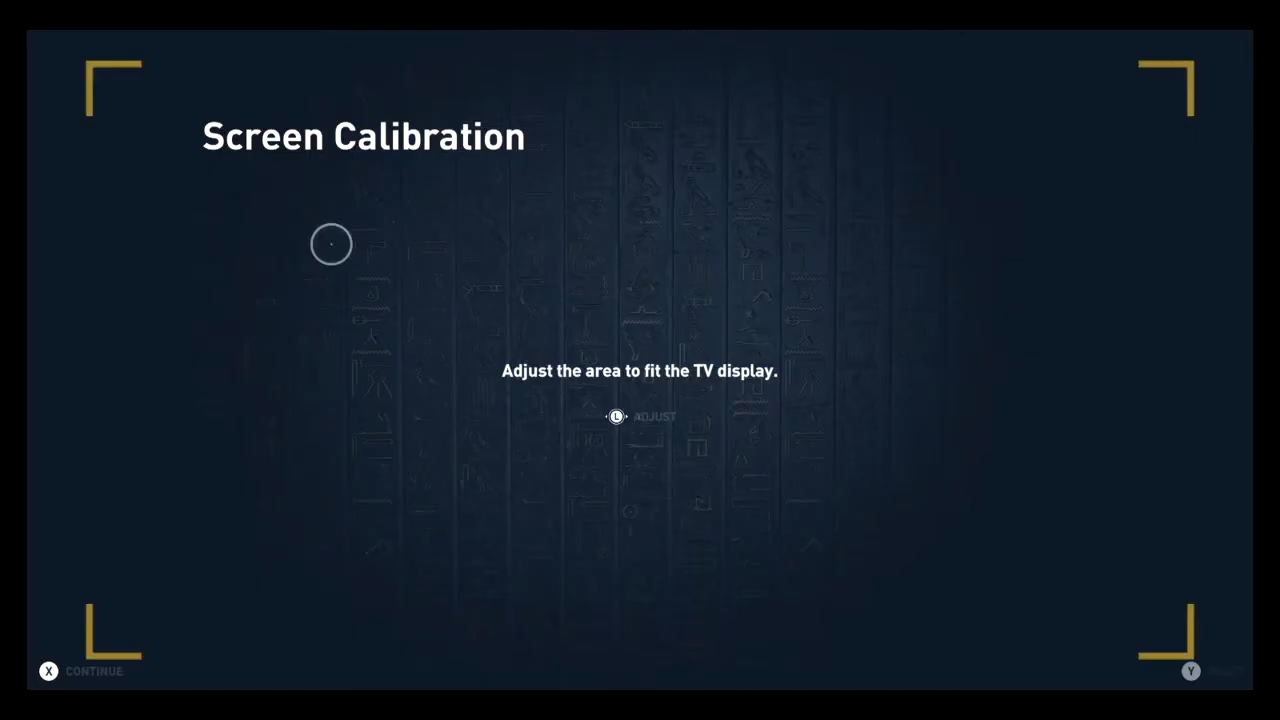 Screen Calibration
Adjust the area to fit the TV display.
L ADJUST
X CONTINUE
Y